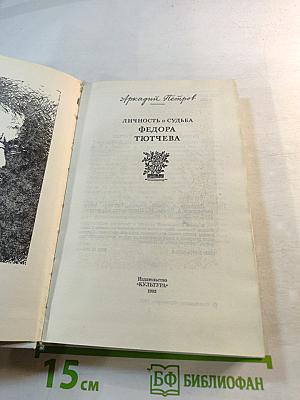 Аркадий Петров
ЛИЧНОСТЬ и СУДЬБА
ФЕДОРА
ТЮТЧЕВА
Издательство
«КУЛЬТУРА»
1992
15 см
БФ БИБЛИОФАН